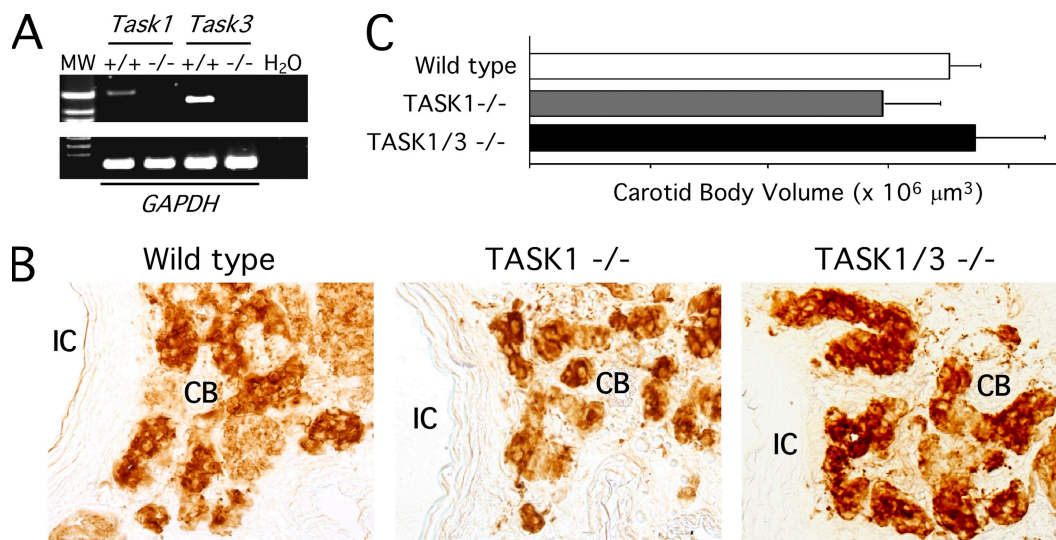 A
Task1 Task3
MW +/+ -/- +/+ -/- H₂O
GAPDH
C
Wild type
TASK1-/-
TASK1/3 -/-
Carotid Body Volume (x 10⁶ μm³)
B
Wild type TASK1 -/- TASK1/3 -/-
IC CB
IC CB
IC CB